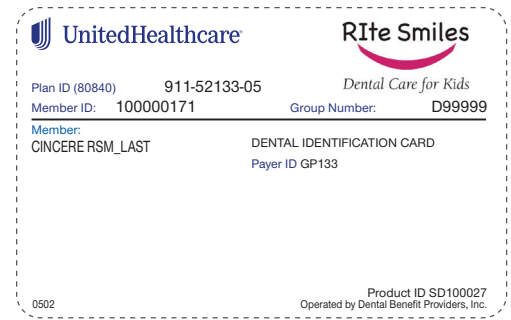 UnitedHealthcare®
RIte Smiles
Dental Care for Kids
Plan ID (80840) 911-52133-05
Member ID: 100000171 Group Number: D99999
Member:
CINCERE RSM_LAST
DENTAL IDENTIFICATION CARD
Payer ID GP133
Product ID SD100027
0502 Operated by Dental Benefit Providers, Inc.